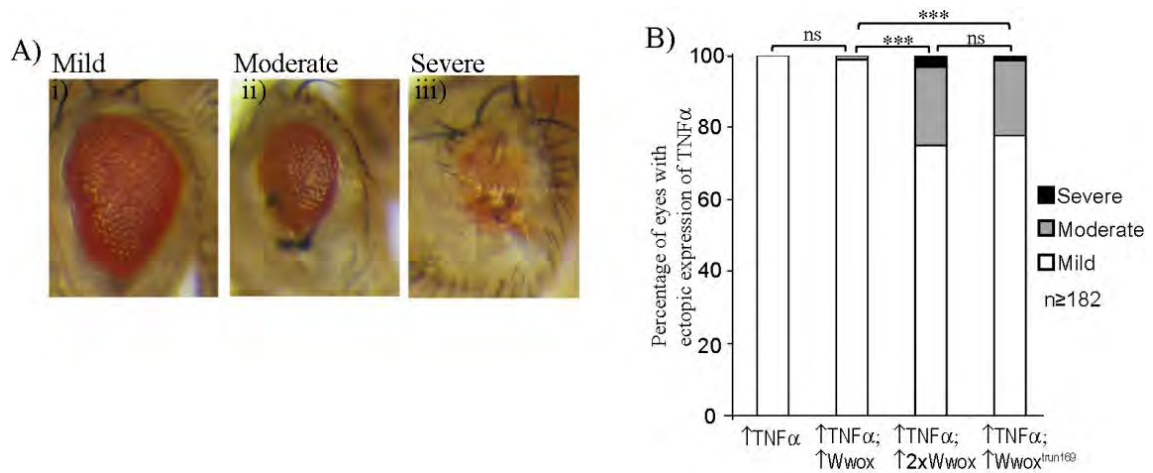 A)
Mild
i)
Moderate
ii)
Severe
iii)
B)
Percentage of eyes with
ectopic expression of TNFα
100
80
60
40
20
0
ns
***
***
ns
Severe
Moderate
Mild
n≥182
↑TNFα
↑TNFα;
↑Wwox
↑TNFα;
↑2xWwox
↑TNFα;
↑Wwox^trun169